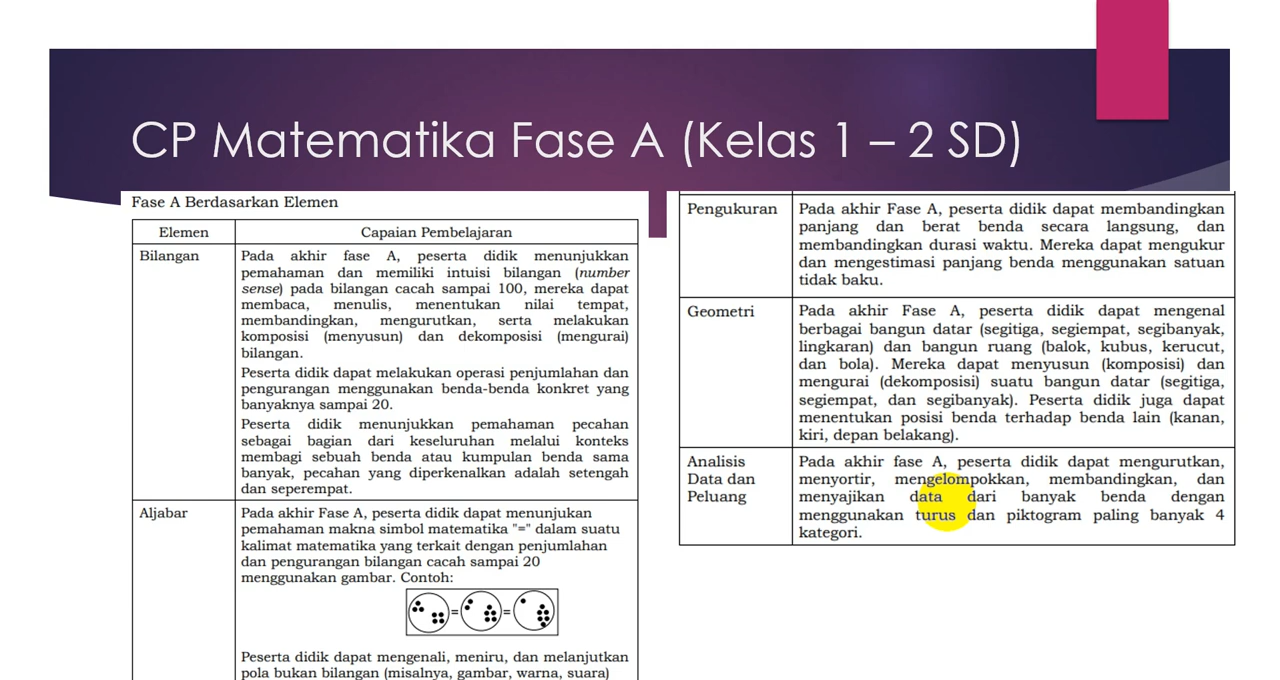 CP Matematika Fase A (Kelas 1 – 2 SD)
Fase A Berdasarkan Elemen
Elemen
Capaian Pembelajaran
Bilangan
Pada akhir fase A, peserta didik menunjukkan
pemahaman dan memiliki intuisi bilangan (number
sense) pada bilangan cacah sampai 100, mereka dapat
membaca, menulis, menentukan nilai tempat,
membandingkan, mengurutkan, serta melakukan
komposisi (menyusun) dan dekomposisi (mengurai)
bilangan.
Peserta didik dapat melakukan operasi penjumlahan dan
pengurangan menggunakan benda-benda konkret yang
banyaknya sampai 20.
Peserta didik menunjukkan pemahaman pecahan
sebagai bagian dari keseluruhan melalui konteks
membagi sebuah benda atau kumpulan benda sama
banyak, pecahan yang diperkenalkan adalah setengah
dan seperempat.
Aljabar
Pada akhir Fase A, peserta didik dapat menunjukan
pemahaman makna simbol matematika "=" dalam suatu
kalimat matematika yang terkait dengan penjumlahan
dan pengurangan bilangan cacah sampai 20
menggunakan gambar. Contoh:
= =
Peserta didik dapat mengenali, meniru, dan melanjutkan
pola bukan bilangan (misalnya, gambar, warna, suara)
Pengukuran
Pada akhir Fase A, peserta didik dapat membandingkan
panjang dan berat benda secara langsung, dan
membandingkan durasi waktu. Mereka dapat mengukur
dan mengestimasi panjang benda menggunakan satuan
tidak baku.
Geometri
Pada akhir Fase A, peserta didik dapat mengenal
berbagai bangun datar (segitiga, segiempat, segibanyak,
lingkaran) dan bangun ruang (balok, kubus, kerucut,
dan bola). Mereka dapat menyusun (komposisi) dan
mengurai (dekomposisi) suatu bangun datar (segitiga,
segiempat, dan segibanyak). Peserta didik juga dapat
menentukan posisi benda terhadap benda lain (kanan,
kiri, depan belakang).
Analisis
Data dan
Peluang
Pada akhir fase A, peserta didik dapat mengurutkan,
menyortir, mengelompokkan, membandingkan, dan
menyajikan data dari banyak benda dengan
menggunakan turus dan piktogram paling banyak 4
kategori.